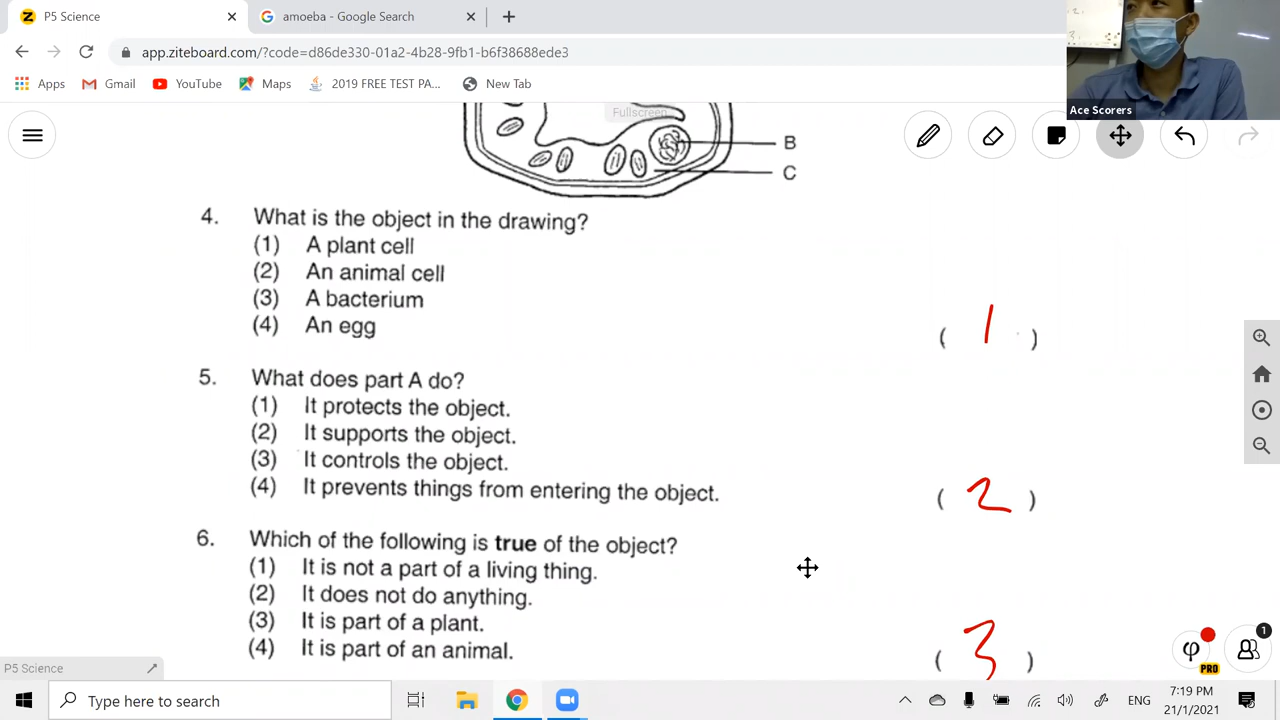 P5 Science
amoeba - Google Search
app.ziteboard.com/?code=d86de330-01a2-4b28-9fb1-b6f38688ede3
Apps Gmail YouTube Maps 2019 FREE TEST PA... New Tab
Ace Scorers
Fullscreen
B
C
4. What is the object in the drawing?
(1) A plant cell
(2) An animal cell
(3) A bacterium
(4) An egg
( 1 )
5. What does part A do?
(1) It protects the object.
(2) It supports the object.
(3) It controls the object.
(4) It prevents things from entering the object.
( 2 )
6. Which of the following is true of the object?
(1) It is not a part of a living thing.
(2) It does not do anything.
(3) It is part of a plant.
(4) It is part of an animal.
( 3 )
1
φ
PRO
P5 Science
Type here to search
ENG
7:19 PM
21/1/2021